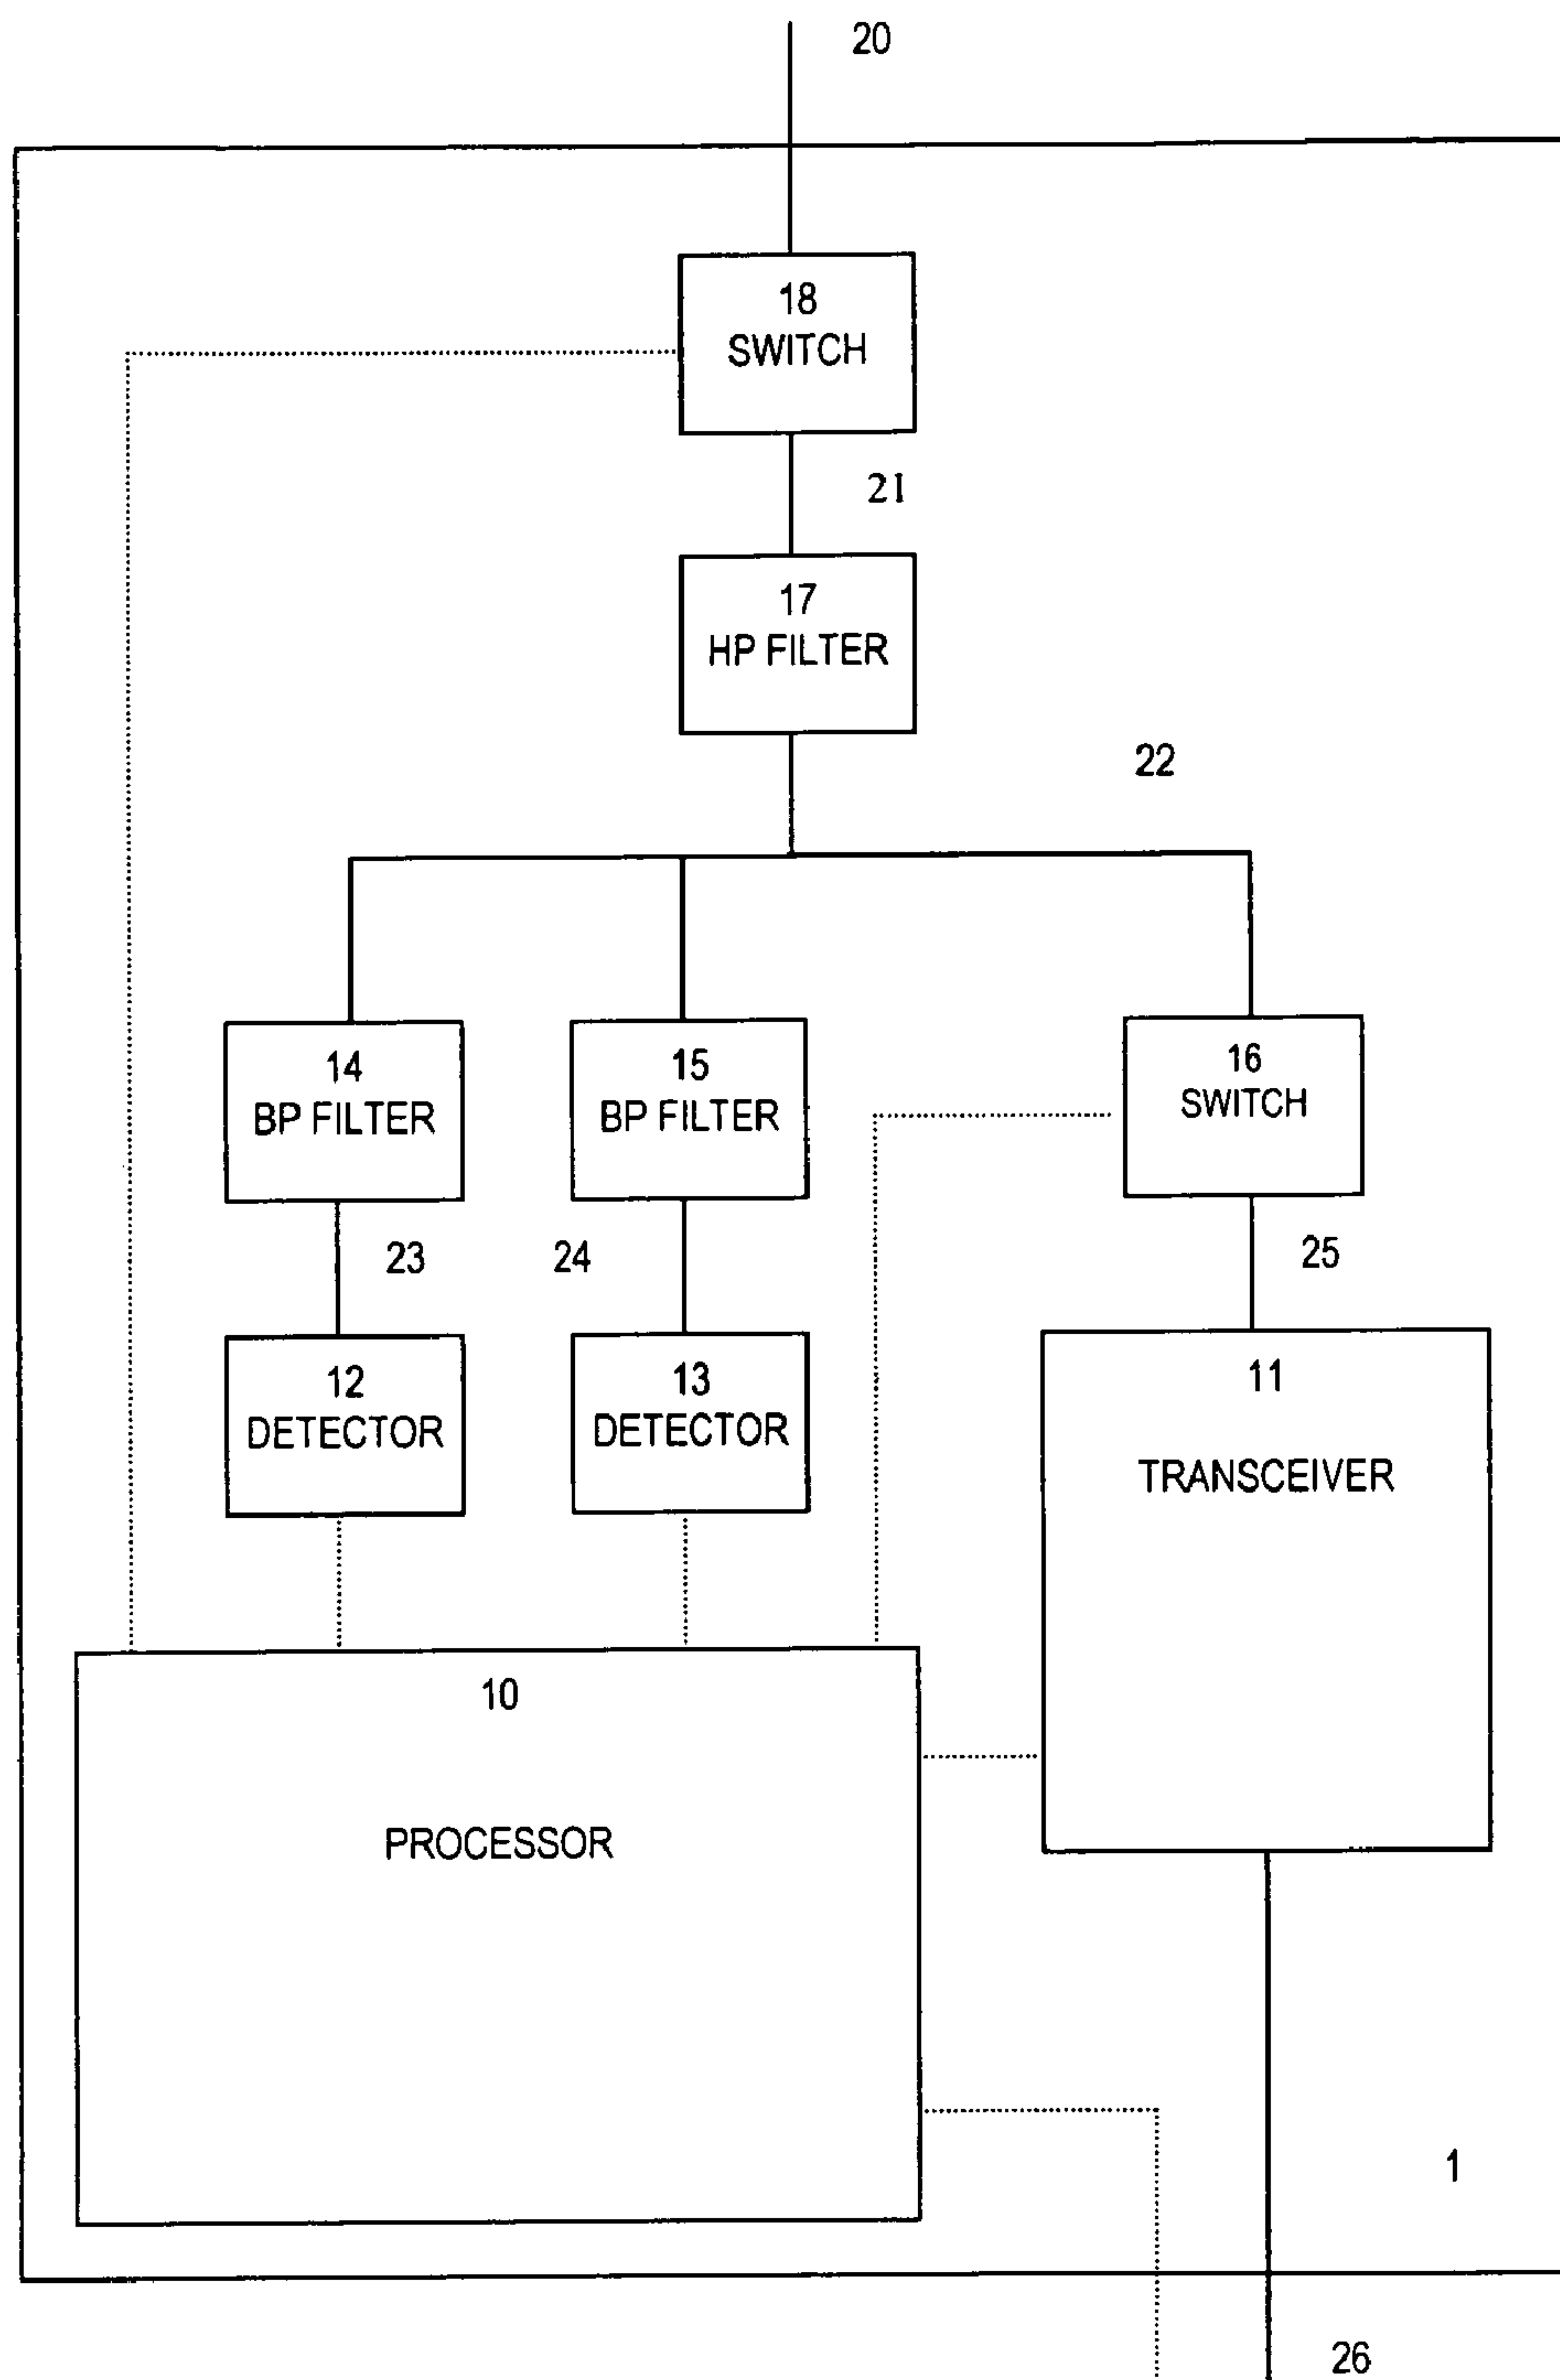 20
18
SWITCH
21
17
HP FILTER
22
14
BP FILTER
15
BP FILTER
16
SWITCH
23
24
25
12
DETECTOR
13
DETECTOR
11
TRANSCEIVER
10
PROCESSOR
1
26